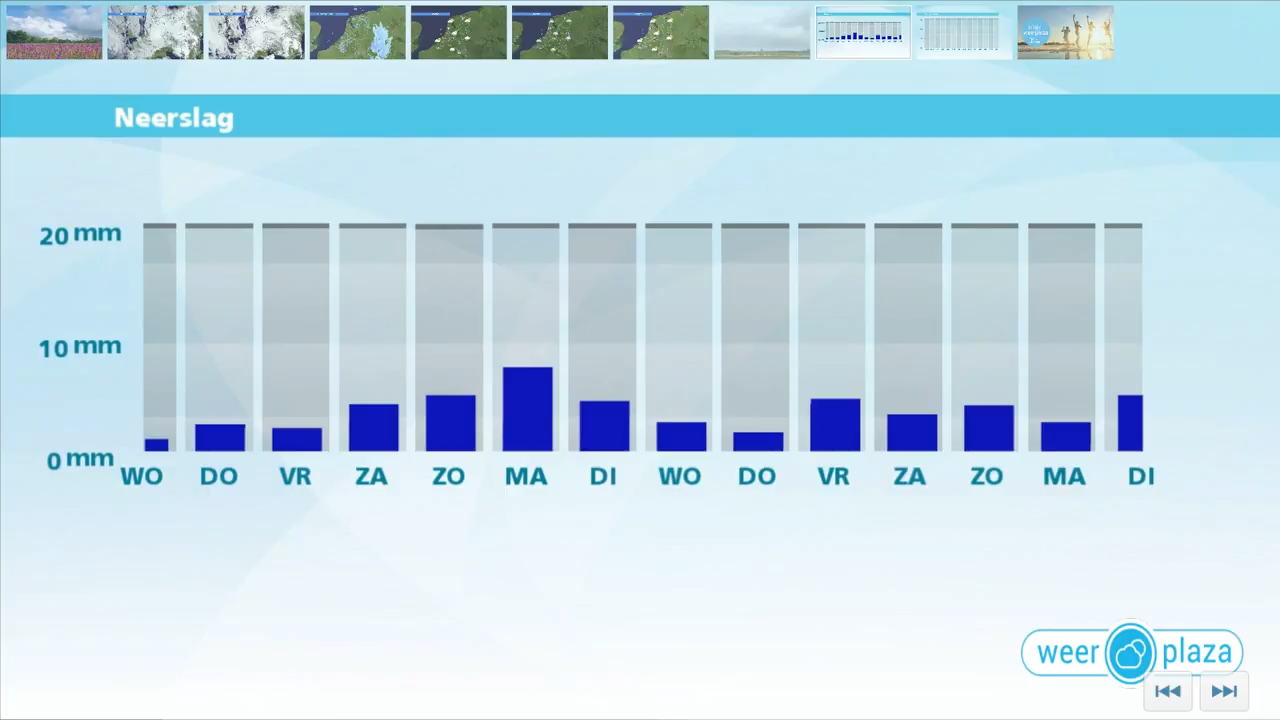 Neerslag
20 mm
10 mm
0 mm
WO DO VR ZA ZO MA DI WO DO VR ZA ZO MA DI
weer plaza